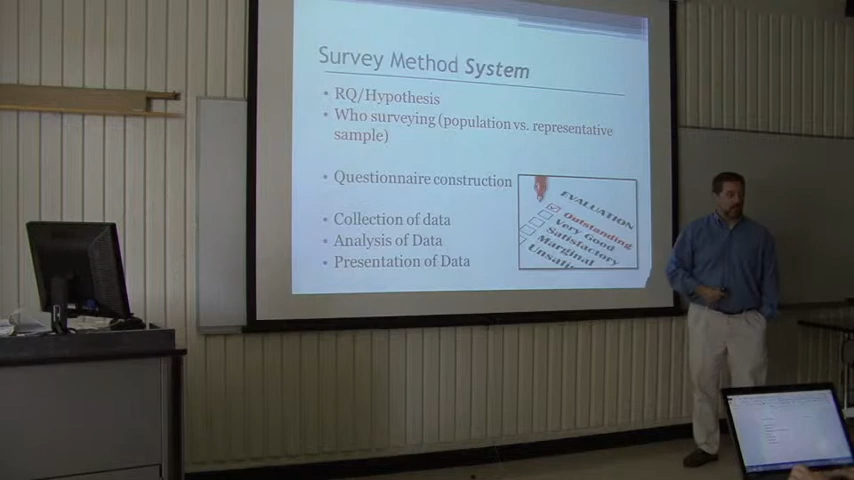 Survey Method System
• RQ/Hypothesis
• Who surveying (population vs. representative
sample)
• Questionnaire construction
• Collection of data
• Analysis of Data
• Presentation of Data
EVALUATION
Outstanding
Very Good
Satisfactory
Marginal